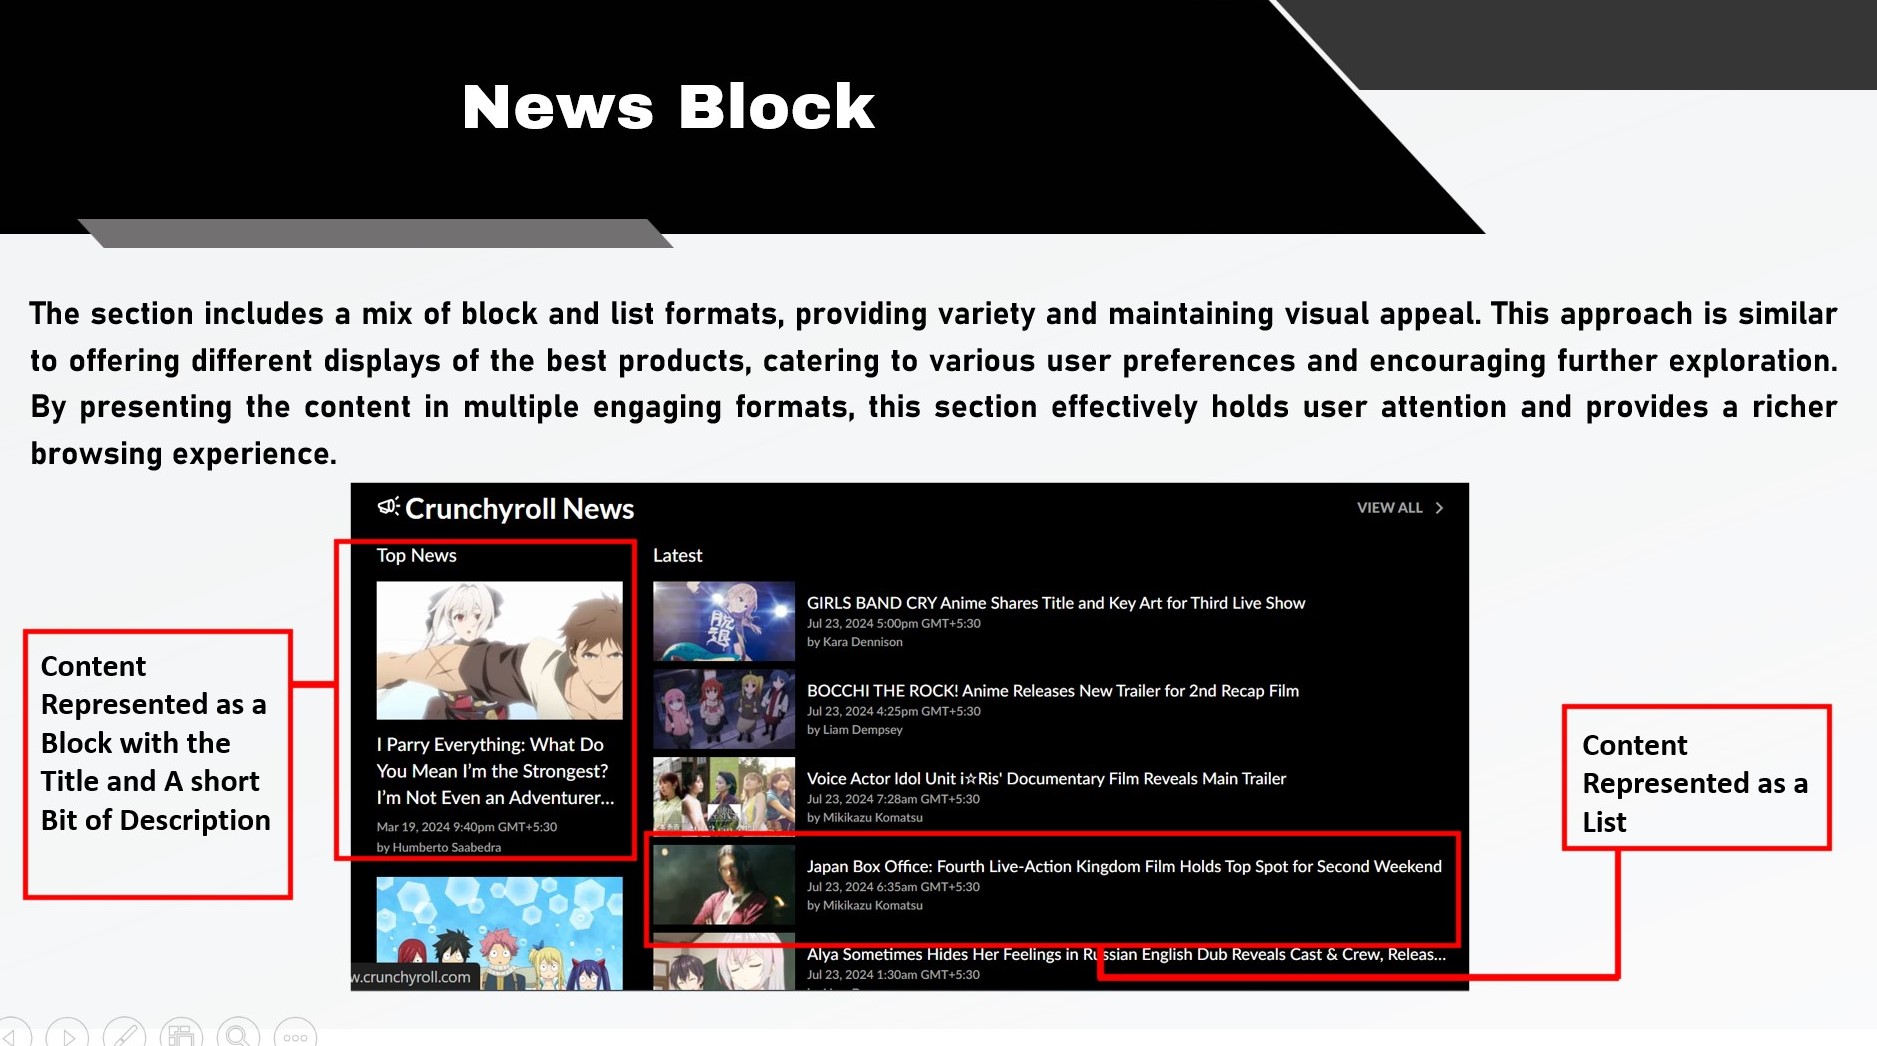 News Block
The section includes a mix of block and list formats, providing variety and maintaining visual appeal. This approach is similar
to offering different displays of the best products, catering to various user preferences and encouraging further exploration.
By presenting the content in multiple engaging formats, this section effectively holds user attention and provides a richer
browsing experience.
Crunchyroll News
VIEW ALL
Top News
I Parry Everything: What Do
You Mean I'm the Strongest?
I'm Not Even an Adventurer...
Mar 19, 2024 9:40pm GMT+5:30
by Humberto Saabedra
w.crunchyroll.com
Latest
脱
退
GIRLS BAND CRY Anime Shares Title and Key Art for Third Live Show
Jul 23, 2024 5:00pm GMT+5:30
by Kara Dennison
BOCCHI THE ROCK! Anime Releases New Trailer for 2nd Recap Film
Jul 23, 2024 4:25pm GMT+5:30
by Liam Dempsey
Voice Actor Idol Unit i☆Ris' Documentary Film Reveals Main Trailer
Jul 23, 2024 7:28am GMT+5:30
by Mikikazu Komatsu
Japan Box Office: Fourth Live-Action Kingdom Film Holds Top Spot for Second Weekend
Jul 23, 2024 6:35am GMT+5:30
by Mikikazu Komatsu
Alya Sometimes Hides Her Feelings in Russian English Dub Reveals Cast & Crew, Releas...
Jul 23, 2024 1:30am GMT+5:30
Content
Represented as a
Block with the
Title and A short
Bit of Description
Content
Represented as a
List